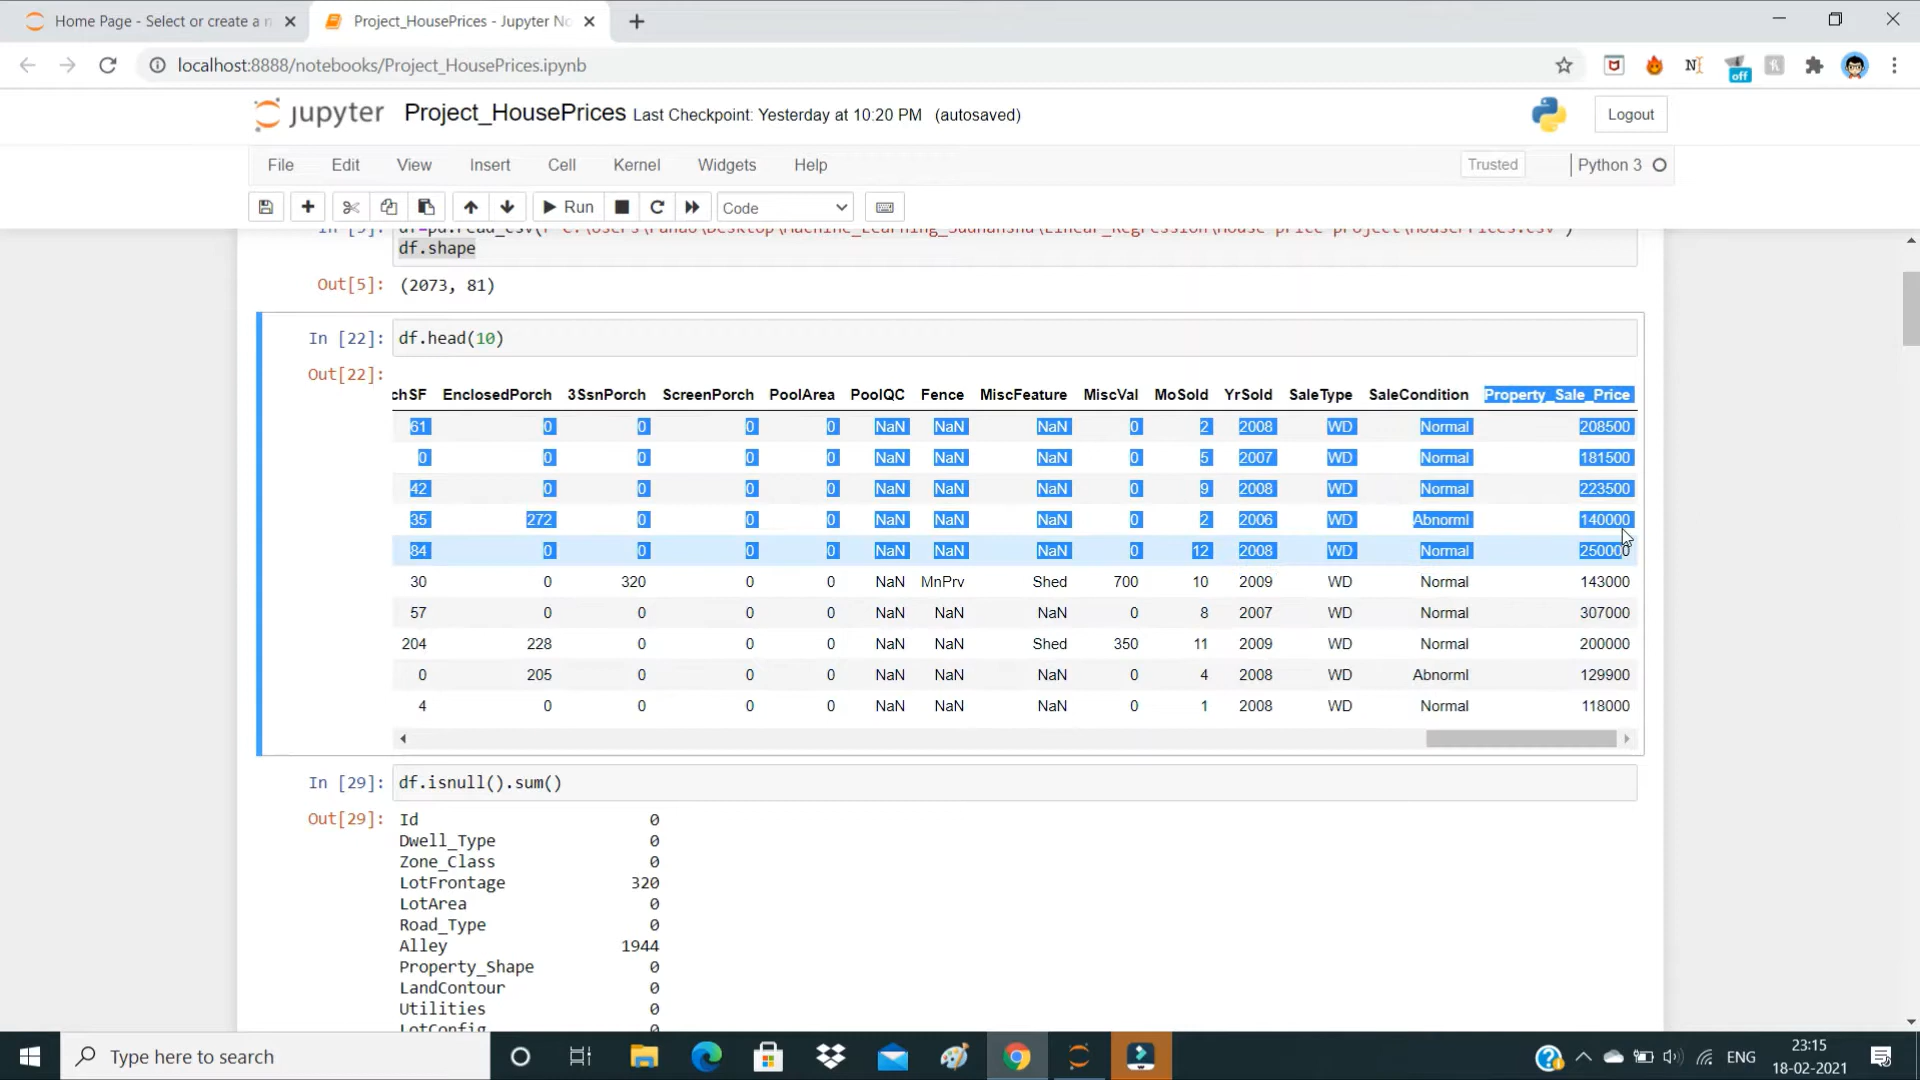 Home Page - Select or create a n
Project_HousePrices - Jupyter No
localhost:8888/notebooks/Project_HousePrices.ipynb
off
jupyter Project_HousePrices Last Checkpoint: Yesterday at 10:20 PM (autosaved)
Logout
File Edit View Insert Cell Kernel Widgets Help
Trusted Python 3
Run Code
df.shape
Out[5]: (2073, 81)
In [22]: df.head(10)
Out[22]:
chSF EnclosedPorch 3SsnPorch ScreenPorch PoolArea PoolQC Fence MiscFeature MiscVal MoSold YrSold SaleType SaleCondition Property_Sale_Price
61 0 0 0 0 NaN NaN NaN 0 2 2008 WD Normal 208500
0 0 0 0 0 NaN NaN NaN 0 5 2007 WD Normal 181500
42 0 0 0 0 NaN NaN NaN 0 9 2008 WD Normal 223500
35 272 0 0 0 NaN NaN NaN 0 2 2006 WD Abnorml 140000
84 0 0 0 0 NaN NaN NaN 0 12 2008 WD Normal 250000
30 0 320 0 0 NaN MnPrv Shed 700 10 2009 WD Normal 143000
57 0 0 0 0 NaN NaN NaN 0 8 2007 WD Normal 307000
204 228 0 0 0 NaN NaN Shed 350 11 2009 WD Normal 200000
0 205 0 0 0 NaN NaN NaN 0 4 2008 WD Abnorml 129900
4 0 0 0 0 NaN NaN NaN 0 1 2008 WD Normal 118000
In [29]: df.isnull().sum()
Out[29]: Id 0
Dwell_Type 0
Zone_Class 0
LotFrontage 320
LotArea 0
Road_Type 0
Alley 1944
Property_Shape 0
LandContour 0
Utilities 0
LotConfig 0
Type here to search
ENG
23:15
18-02-2021